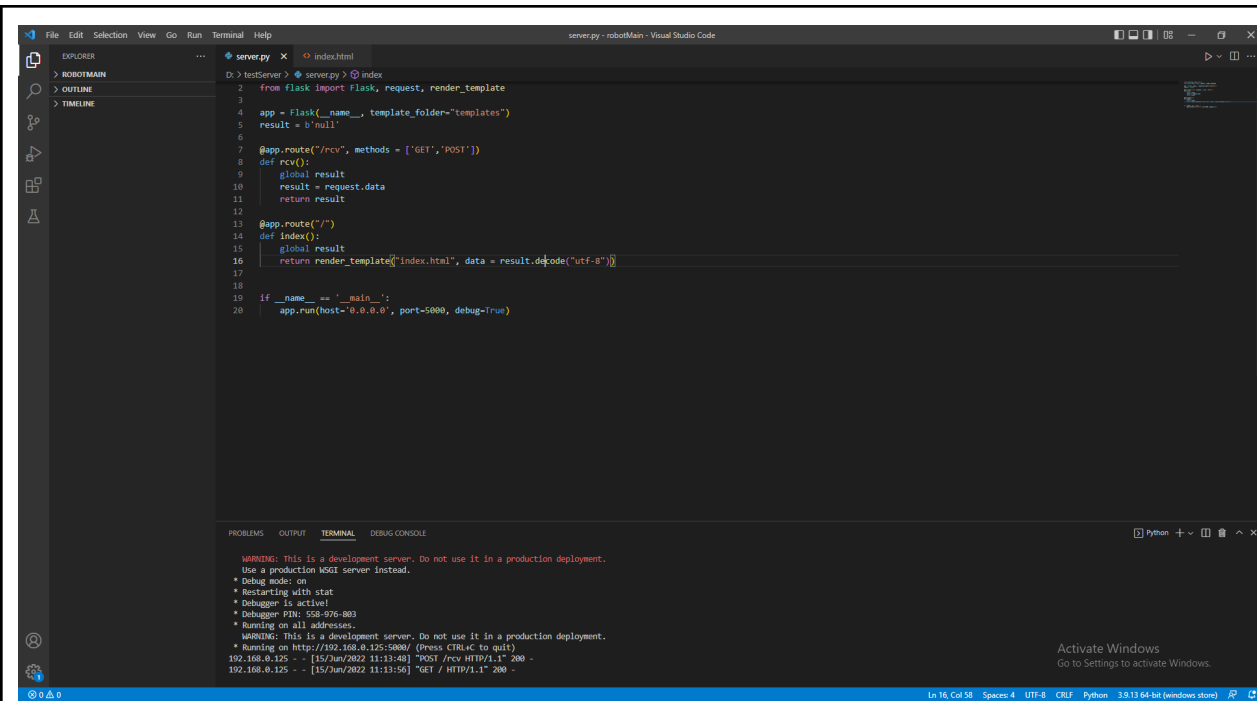 File Edit Selection View Go Run Terminal Help
server.py - robotMain - Visual Studio Code
EXPLORER
ROBOTMAIN
OUTLINE
TIMELINE
server.py
index.html
D: > testServer > server.py > index
2 from flask import Flask, request, render_template
3
4 app = Flask(__name__, template_folder="templates")
5 result = b'null'
6
7 @app.route("/rcv", methods = ['GET','POST'])
8 def rcv():
9 global result
10 result = request.data
11 return result
12
13 @app.route("/")
14 def index():
15 global result
16 return render_template("index.html", data = result.decode("utf-8"))
17
18
19 if __name__ == '__main__':
20 app.run(host='0.0.0.0', port=5000, debug=True)
PROBLEMS OUTPUT TERMINAL DEBUG CONSOLE
Python
WARNING: This is a development server. Do not use it in a production deployment.
Use a production WSGI server instead.
* Debug mode: on
* Restarting with stat
* Debugger is active!
* Debugger PIN: 558-976-803
* Running on all addresses.
WARNING: This is a development server. Do not use it in a production deployment.
* Running on http://192.168.0.125:5000/ (Press CTRL+C to quit)
192.168.0.125 - - [15/Jun/2022 11:13:48] "POST /rcv HTTP/1.1" 200 -
192.168.0.125 - - [15/Jun/2022 11:13:56] "GET / HTTP/1.1" 200 -
Activate Windows
Go to Settings to activate Windows.
1
0 0
Ln 16, Col 58 Spaces: 4 UTF-8 CRLF Python 3.9.13 64-bit (windows store)